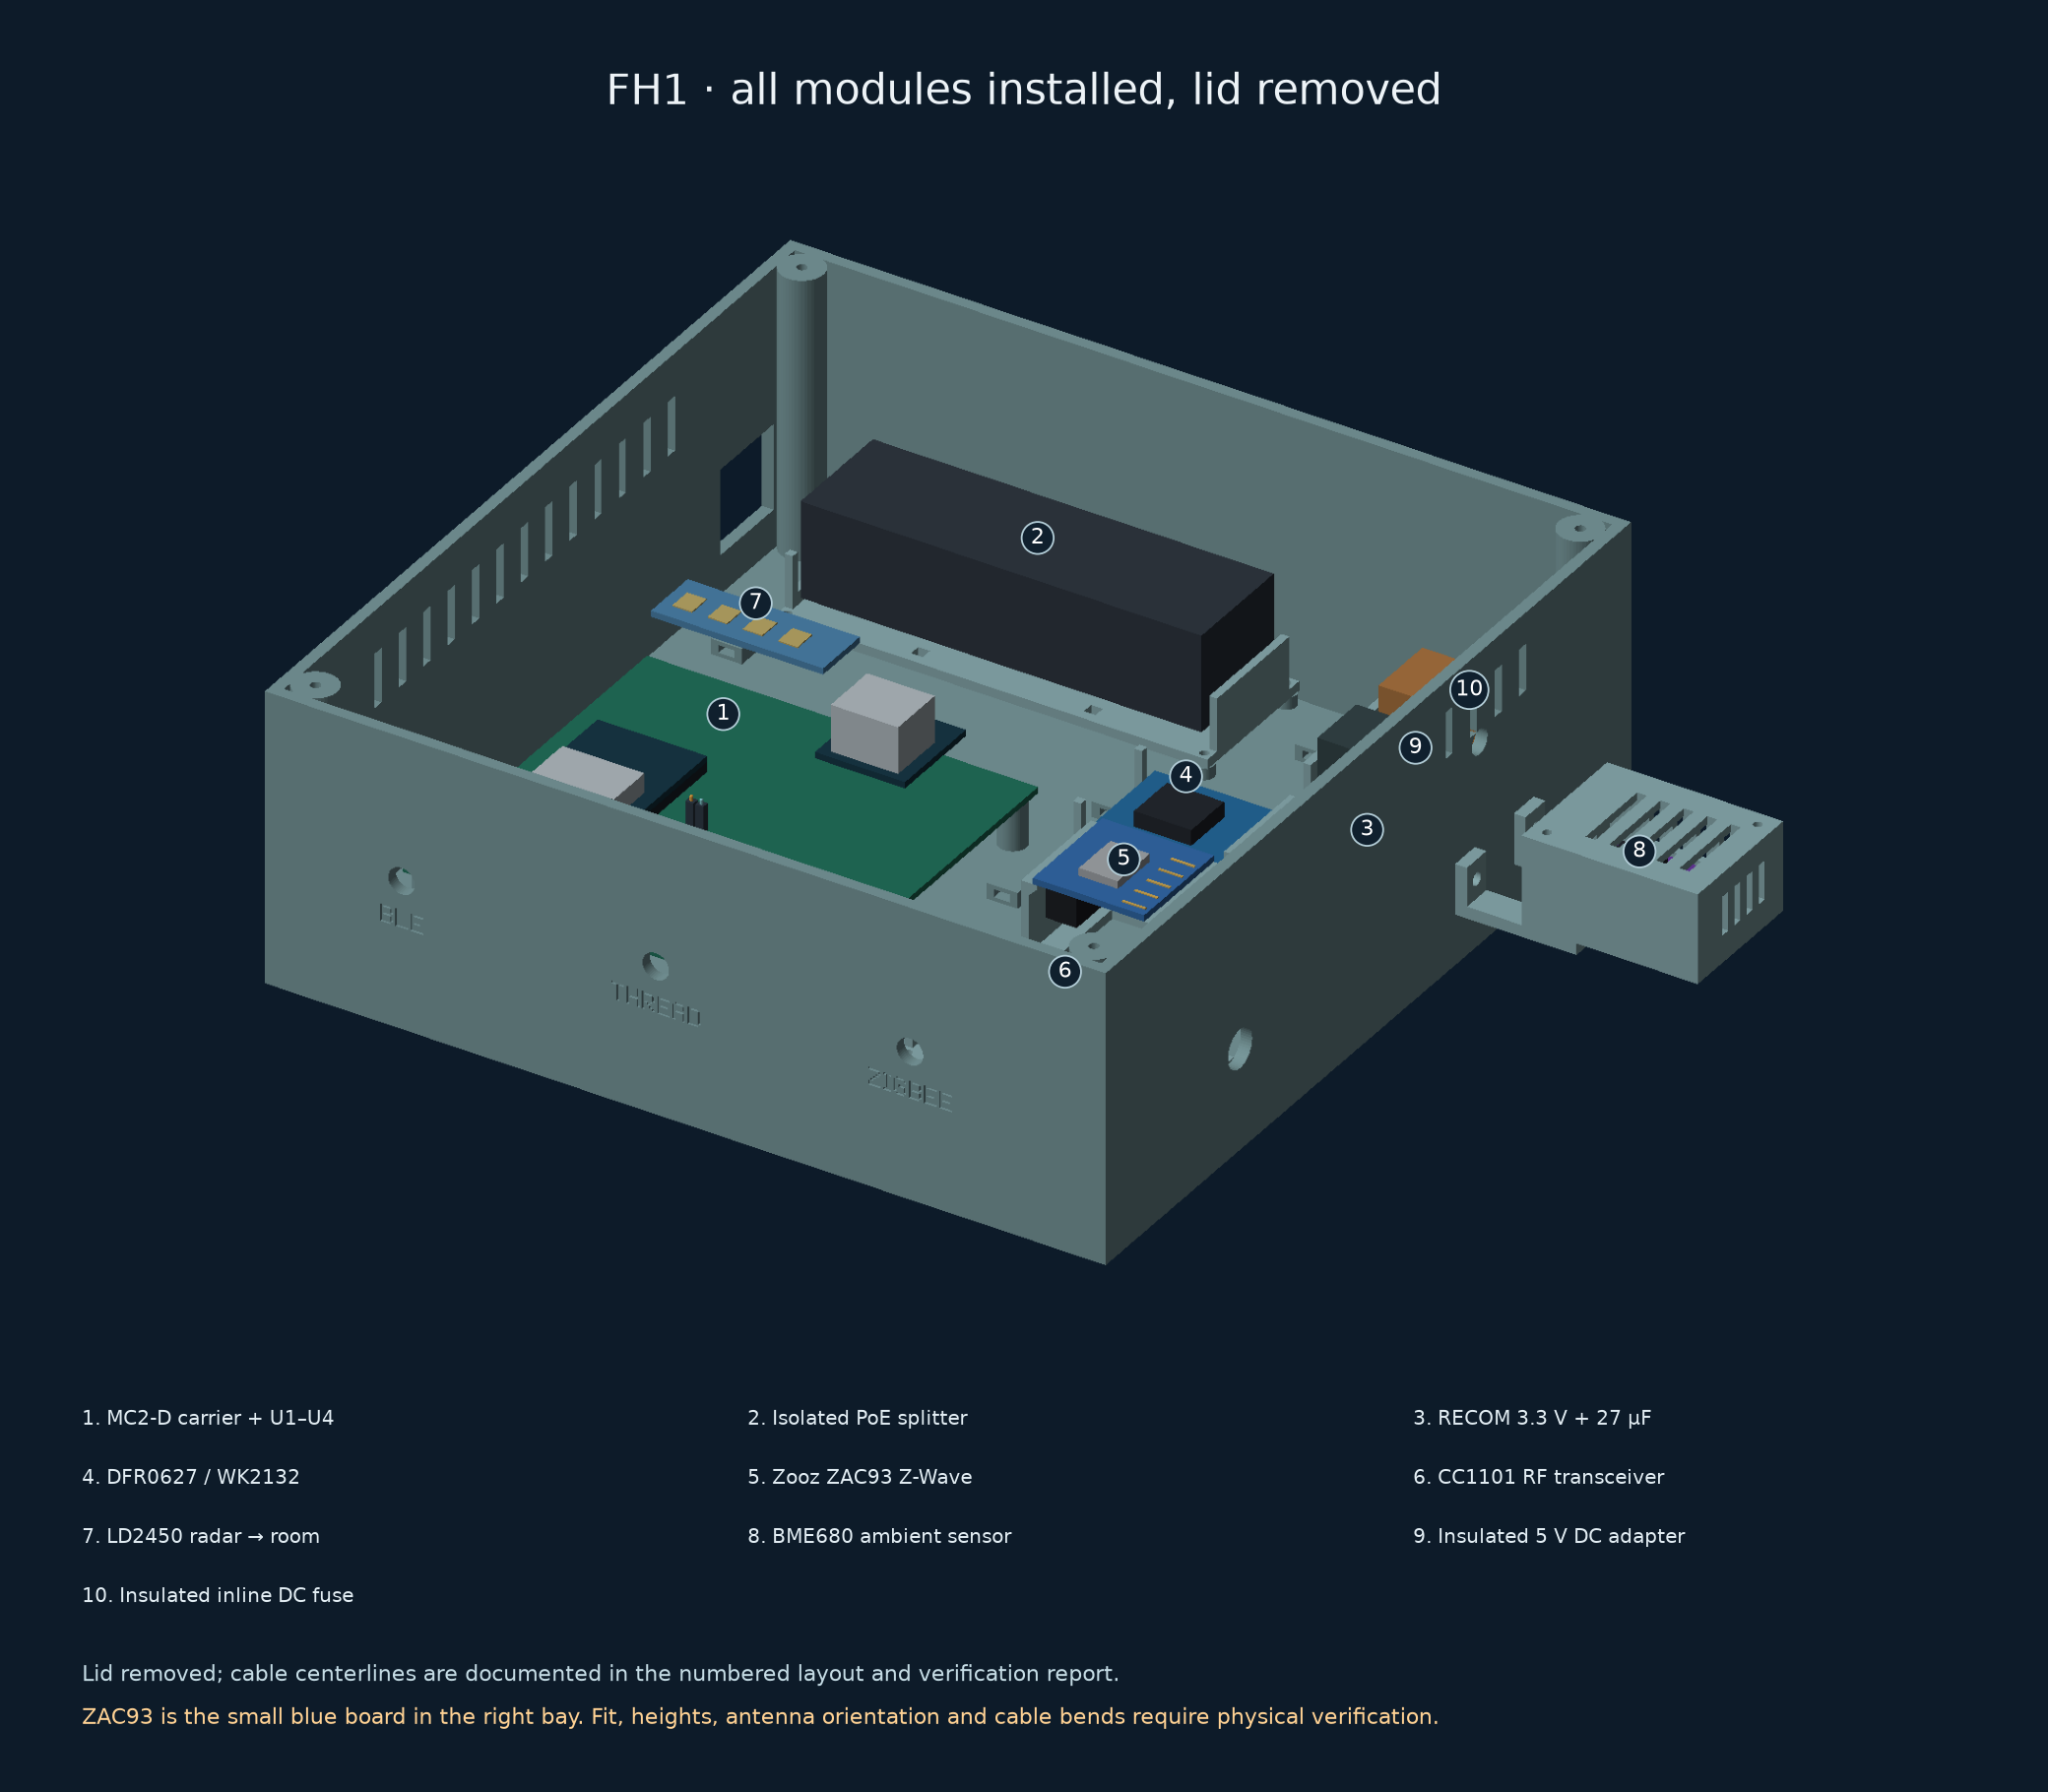 FH1 · all modules installed, lid removed
2
7
1
10
9
4
3
8
5
6
BLE
THREAD
ZIGBEE
1. MC2-D carrier + U1–U4
2. Isolated PoE splitter
3. RECOM 3.3 V + 27 µF
4. DFR0627 / WK2132
5. Zooz ZAC93 Z-Wave
6. CC1101 RF transceiver
7. LD2450 radar → room
8. BME680 ambient sensor
9. Insulated 5 V DC adapter
10. Insulated inline DC fuse
Lid removed; cable centerlines are documented in the numbered layout and verification report.
ZAC93 is the small blue board in the right bay. Fit, heights, antenna orientation and cable bends require physical verification.